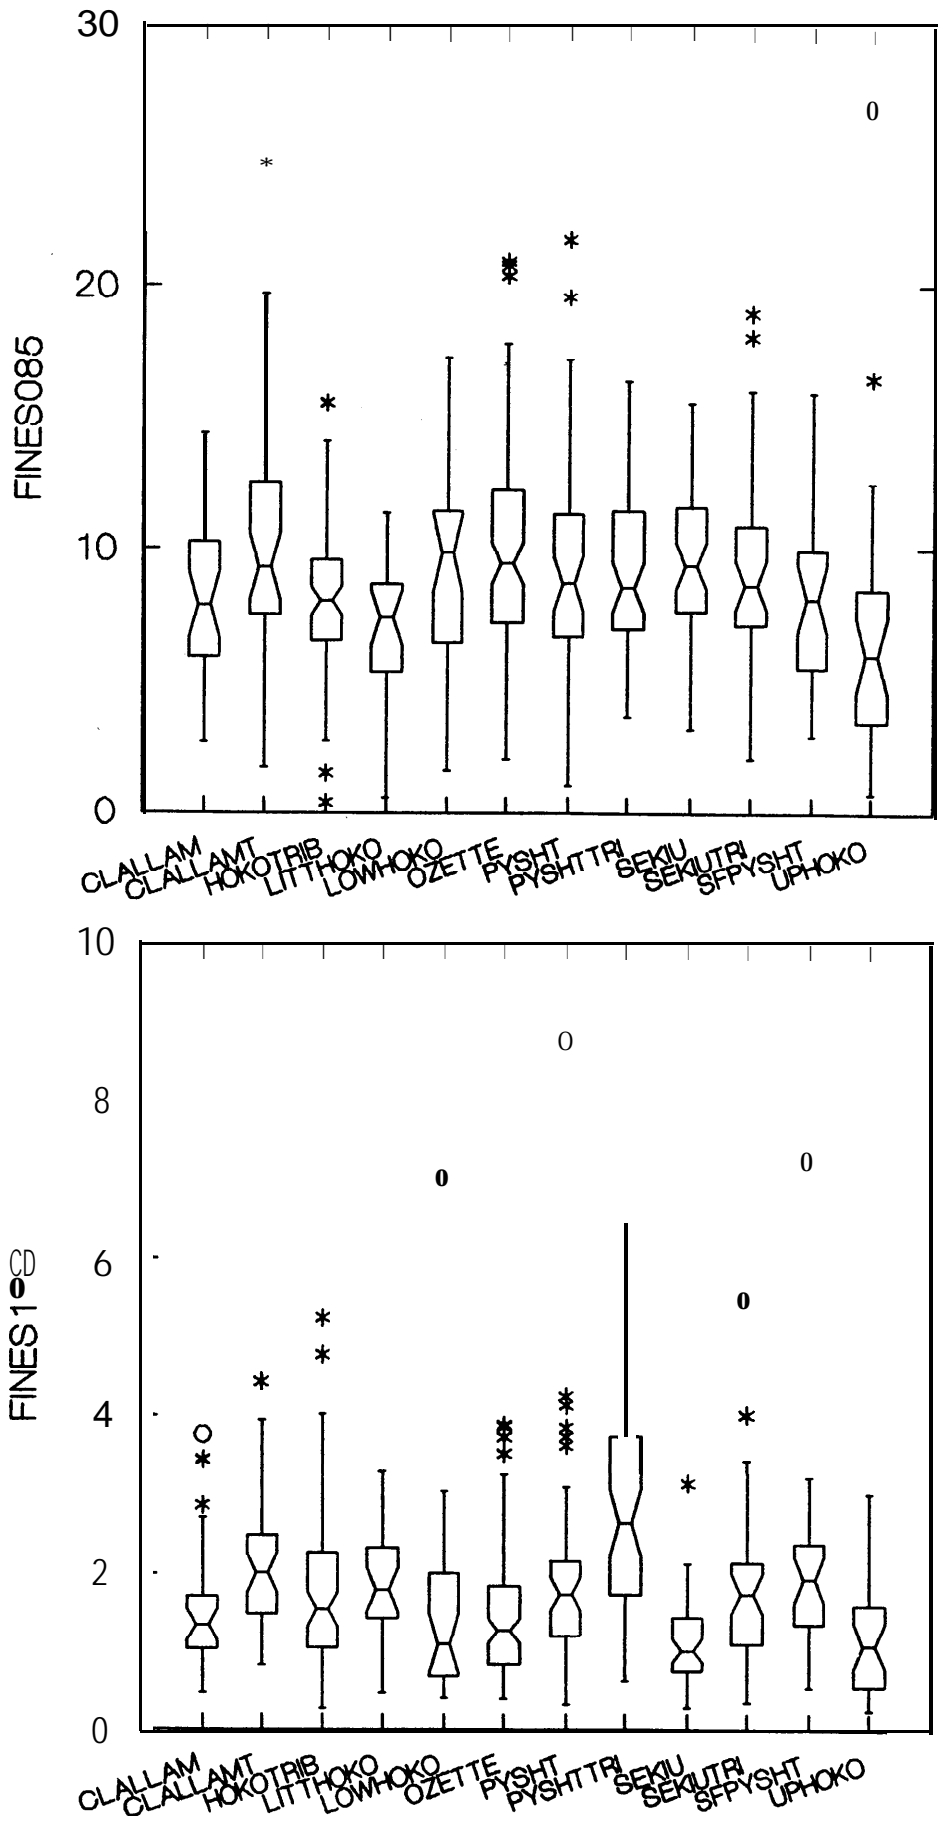 30
20
10
0
FINES085
CLALLAM
CLALLAMT
HOKOTRIB
LITTHOKO
LOWHOKO
OZETTE
PYSHT
PYSHTTRI
SEKIU
SEKIUTRI
SFPYSHT
UPHOKO
10
8
6
4
2
0
FINES1
CLALLAM
CLALLAMT
HOKOTRIB
LITTHOKO
LOWHOKO
OZETTE
PYSHT
PYSHTTRI
SEKIU
SEKIUTRI
SFPYSHT
UPHOKO